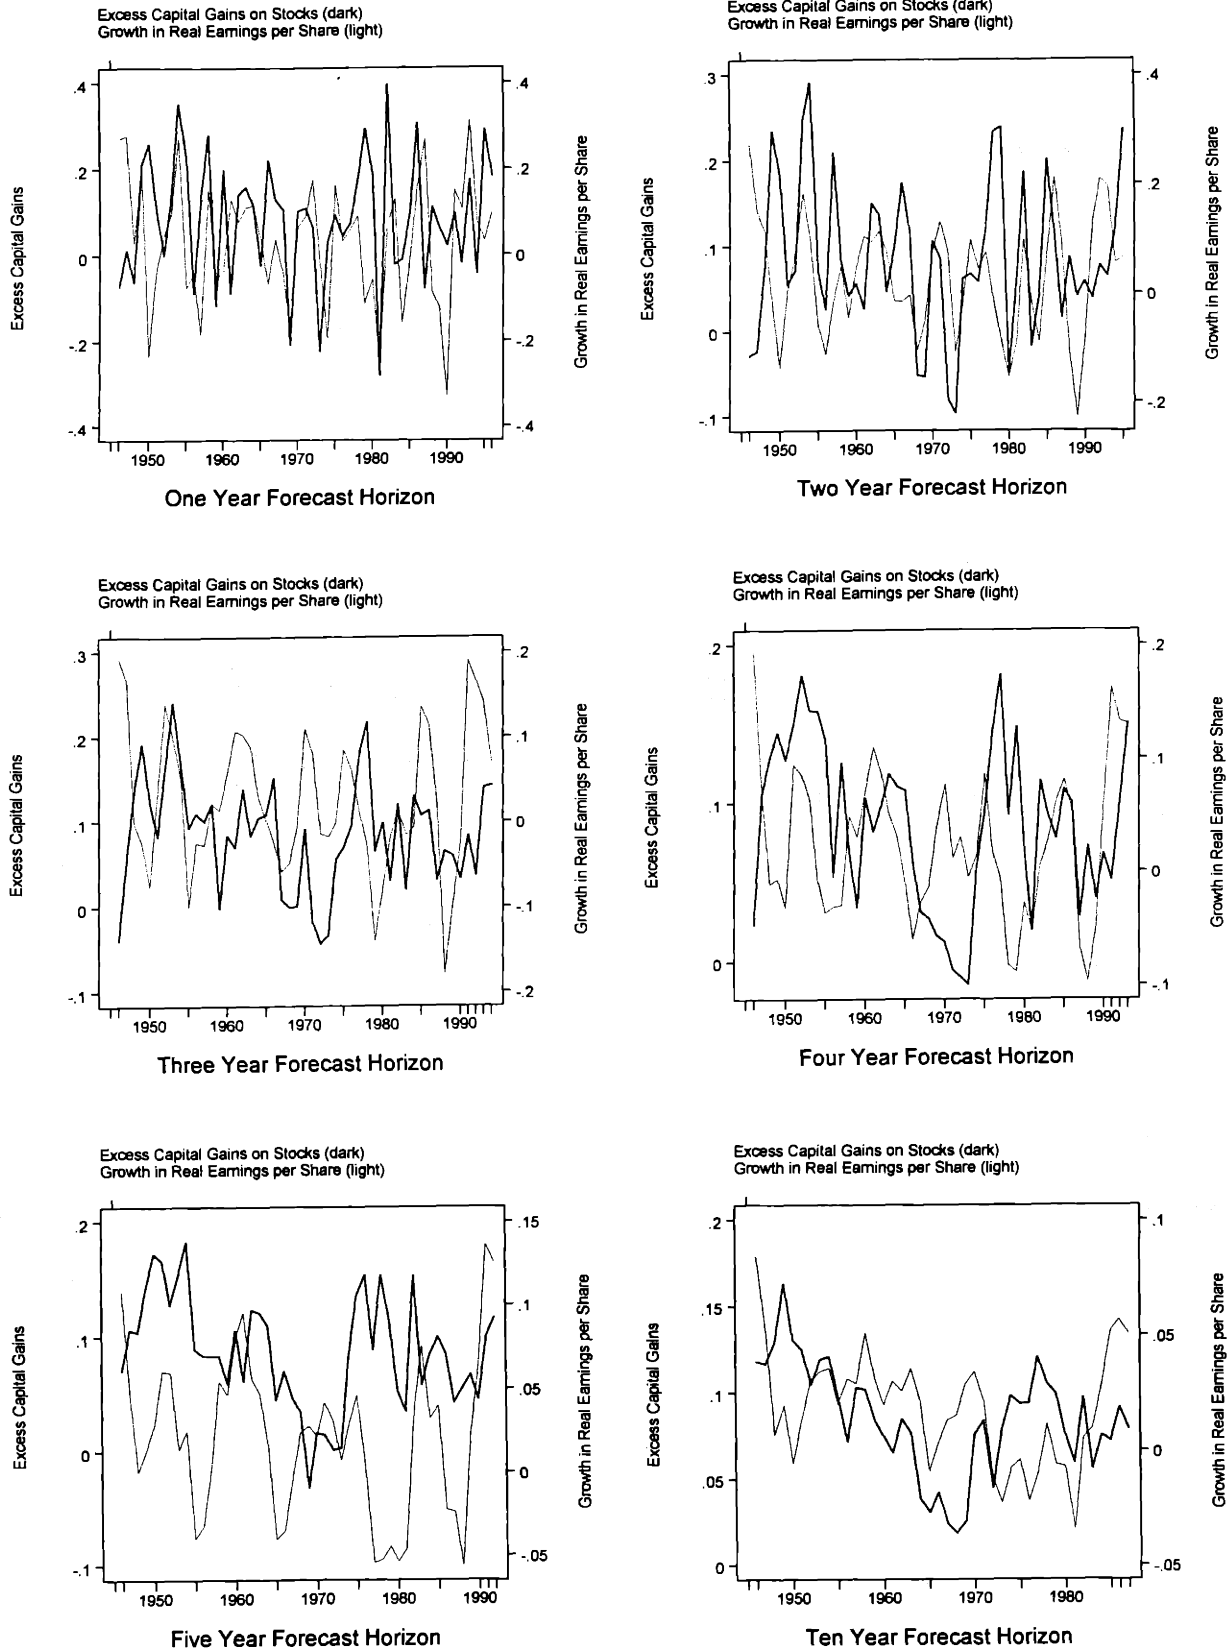 Excess Capital Gains on Stocks (dark)
Growth in Real Earnings per Share (light)
.4
.2
0
-.2
-.4
Excess Capital Gains
.4
.2
0
-.2
-.4
Growth in Real Earnings per Share
1950 1960 1970 1980 1990
One Year Forecast Horizon
Excess Capital Gains on Stocks (dark)
Growth in Real Earnings per Share (light)
.3
.2
.1
0
-.1
Excess Capital Gains
.4
.2
0
-.2
Growth in Real Earnings per Share
1950 1960 1970 1980 1990
Two Year Forecast Horizon
Excess Capital Gains on Stocks (dark)
Growth in Real Earnings per Share (light)
.3
.2
.1
0
-.1
Excess Capital Gains
.2
.1
0
-.1
-.2
Growth in Real Earnings per Share
1950 1960 1970 1980 1990
Three Year Forecast Horizon
Excess Capital Gains on Stocks (dark)
Growth in Real Earnings per Share (light)
.2
.1
0
Excess Capital Gains
.2
.1
0
-.1
Growth in Real Earnings per Share
1950 1960 1970 1980 1990
Four Year Forecast Horizon
Excess Capital Gains on Stocks (dark)
Growth in Real Earnings per Share (light)
.2
.1
0
-.1
Excess Capital Gains
.15
.1
.05
0
-.05
Growth in Real Earnings per Share
1950 1960 1970 1980 1990
Five Year Forecast Horizon
Excess Capital Gains on Stocks (dark)
Growth in Real Earnings per Share (light)
.2
.15
.1
.05
0
Excess Capital Gains
.1
.05
0
-.05
Growth in Real Earnings per Share
1950 1960 1970 1980
Ten Year Forecast Horizon